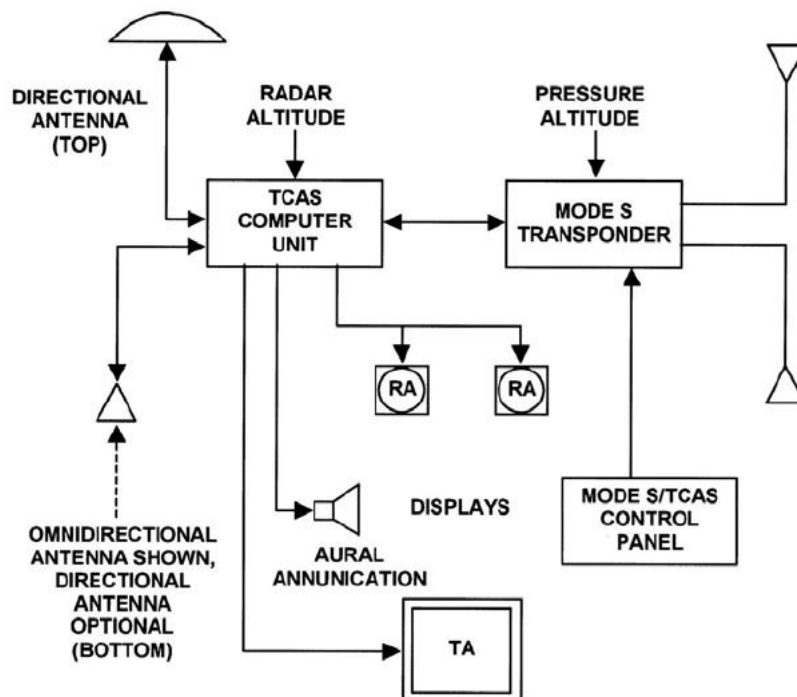 DIRECTIONAL
ANTENNA
(TOP)
RADAR
ALTITUDE
PRESSURE
ALTITUDE
TCAS
COMPUTER
UNIT
MODE S
TRANSPONDER
RA
RA
OMNIDIRECTIONAL
ANTENNA SHOWN,
DIRECTIONAL
ANTENNA
OPTIONAL
(BOTTOM)
AURAL
ANNUNICATION
DISPLAYS
MODE S/TCAS
CONTROL
PANEL
TA